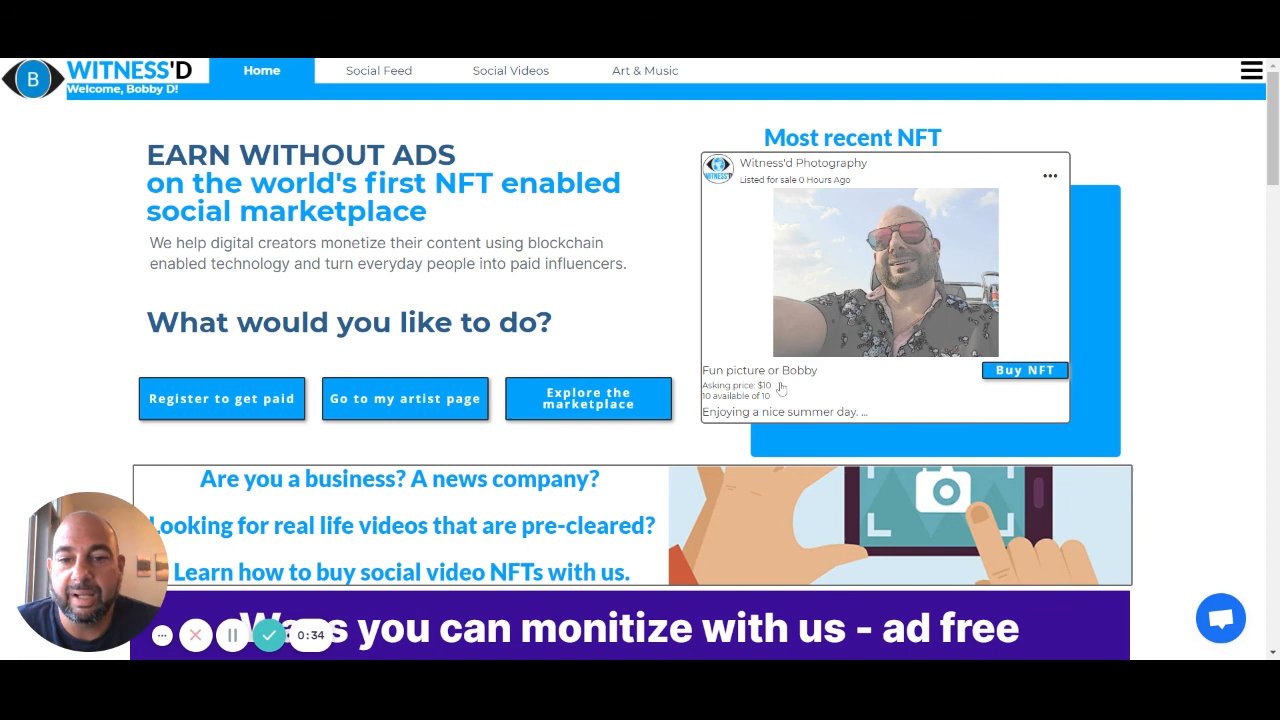 B
WITNESS'D
Welcome, Bobby D!
Home
Social Feed
Social Videos
Art & Music
EARN WITHOUT ADS
on the world's first NFT enabled
social marketplace
We help digital creators monetize their content using blockchain
enabled technology and turn everyday people into paid influencers.
What would you like to do?
Register to get paid
Go to my artist page
Explore the
marketplace
Most recent NFT
WITNESS'D
Witness'd Photography
Listed for sale 0 Hours Ago
Fun picture or Bobby
Buy NFT
Asking price: $10
10 available of 10
Enjoying a nice summer day. ...
Are you a business? A news company?
Looking for real life videos that are pre-cleared?
Learn how to buy social video NFTs with us.
Ways you can monitize with us - ad free
0:34